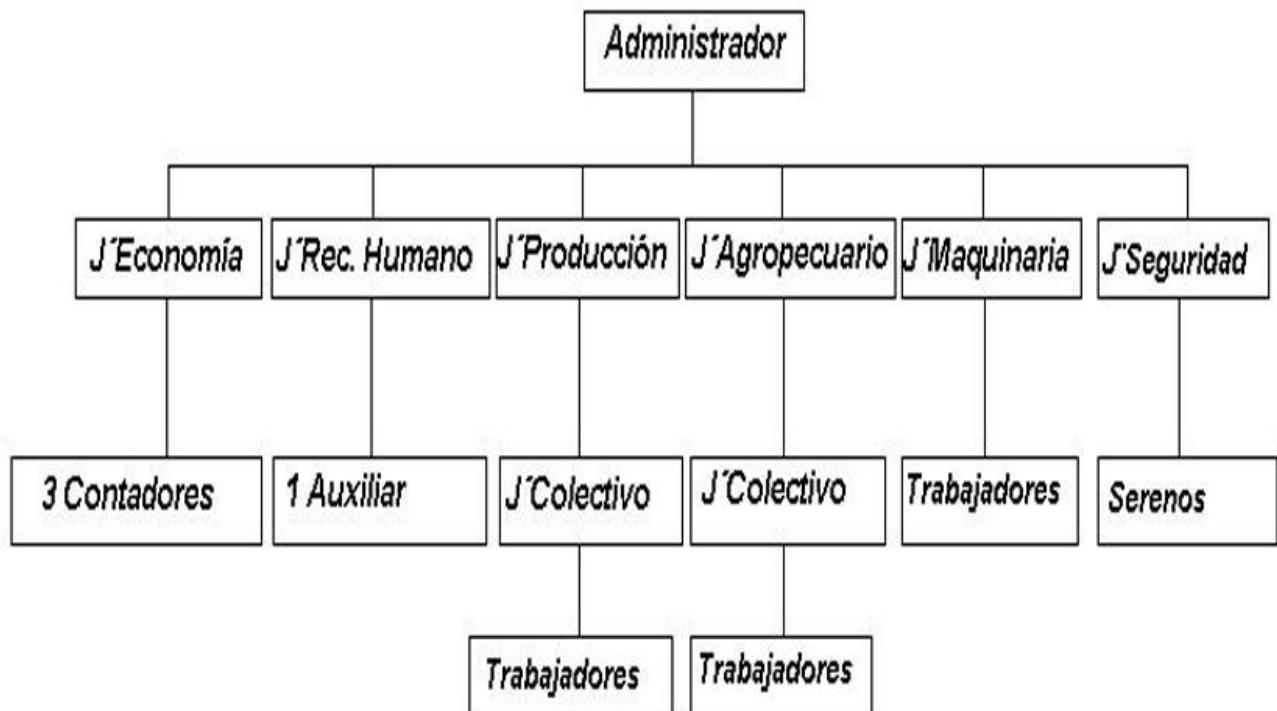 Administrador
J´Economía
J´Rec. Humano
J´Producción
J´Agropecuario
J´Maquinaria
J´Seguridad
3 Contadores
1 Auxiliar
J´Colectivo
J´Colectivo
Trabajadores
Serenos
Trabajadores
Trabajadores